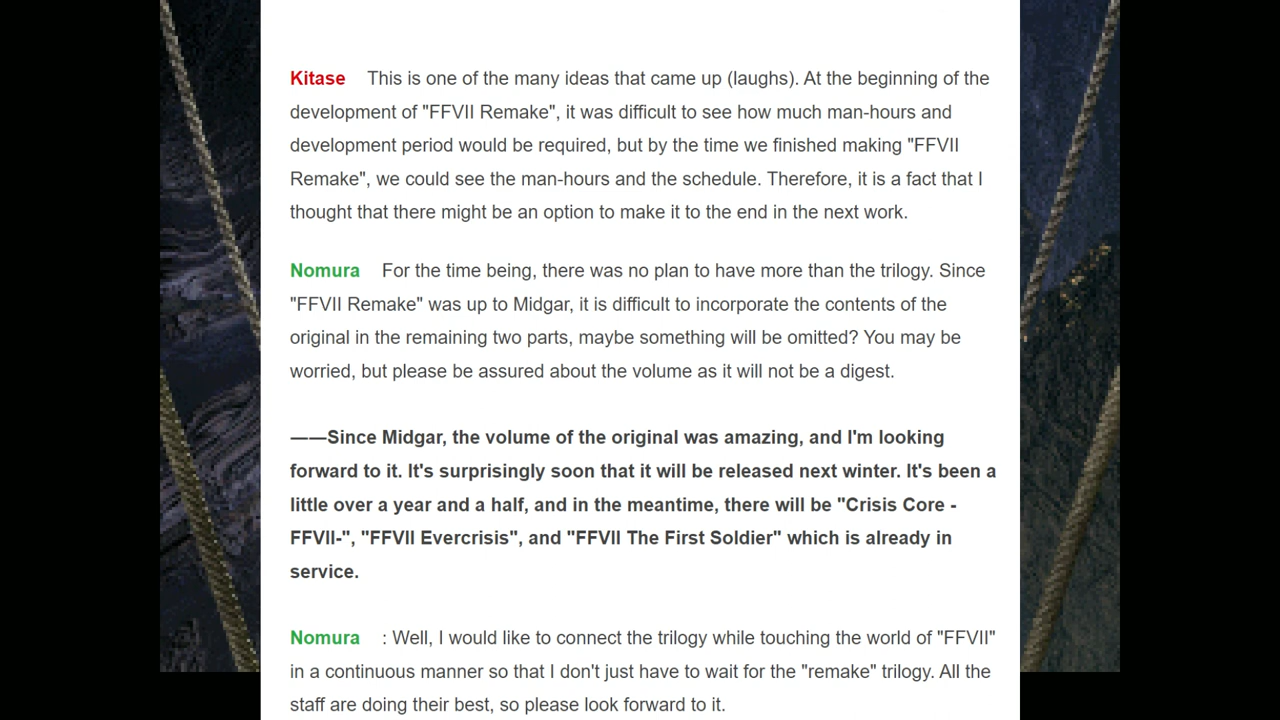 Kitase This is one of the many ideas that came up (laughs). At the beginning of the
development of "FFVII Remake", it was difficult to see how much man-hours and
development period would be required, but by the time we finished making "FFVII
Remake", we could see the man-hours and the schedule. Therefore, it is a fact that I
thought that there might be an option to make it to the end in the next work.
Nomura For the time being, there was no plan to have more than the trilogy. Since
"FFVII Remake" was up to Midgar, it is difficult to incorporate the contents of the
original in the remaining two parts, maybe something will be omitted? You may be
worried, but please be assured about the volume as it will not be a digest.
——Since Midgar, the volume of the original was amazing, and I'm looking
forward to it. It's surprisingly soon that it will be released next winter. It's been a
little over a year and a half, and in the meantime, there will be "Crisis Core -
FFVII-", "FFVII Evercrisis", and "FFVII The First Soldier" which is already in
service.
Nomura : Well, I would like to connect the trilogy while touching the world of "FFVII"
in a continuous manner so that I don't just have to wait for the "remake" trilogy. All the
staff are doing their best, so please look forward to it.